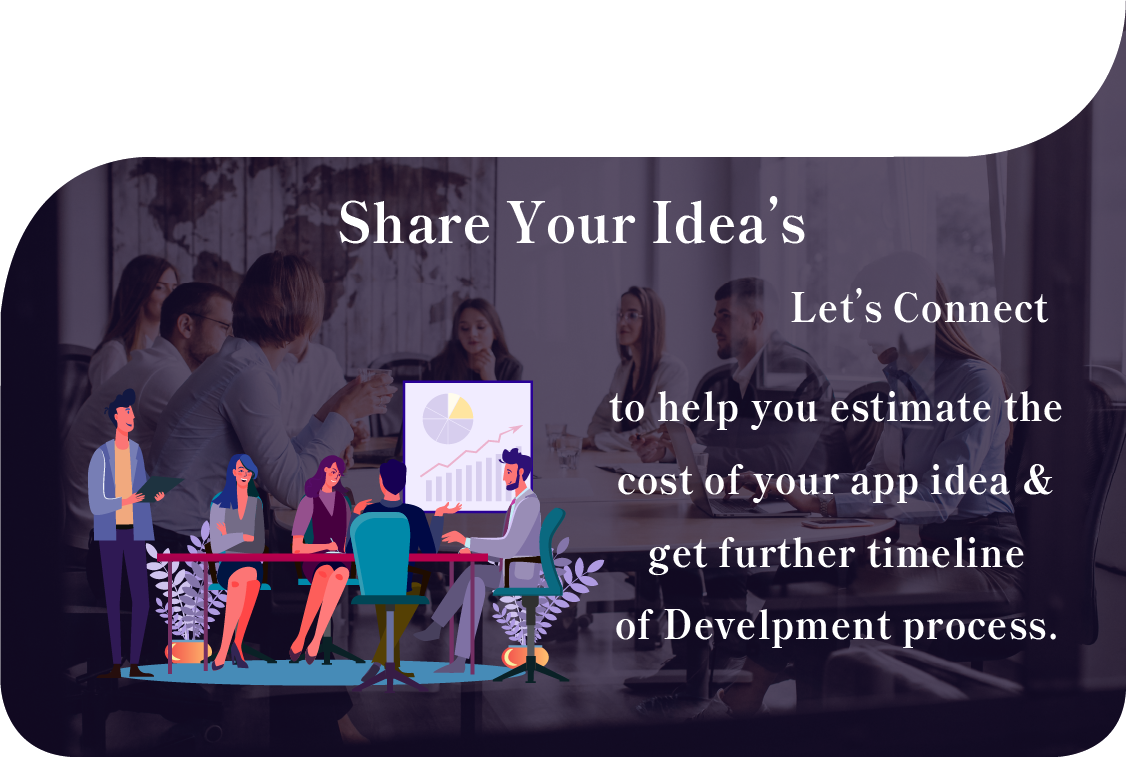 Share Your Idea’s
Let’s Connect
to help you estimate the
cost of your app idea &
get further timeline
of Develpment process.